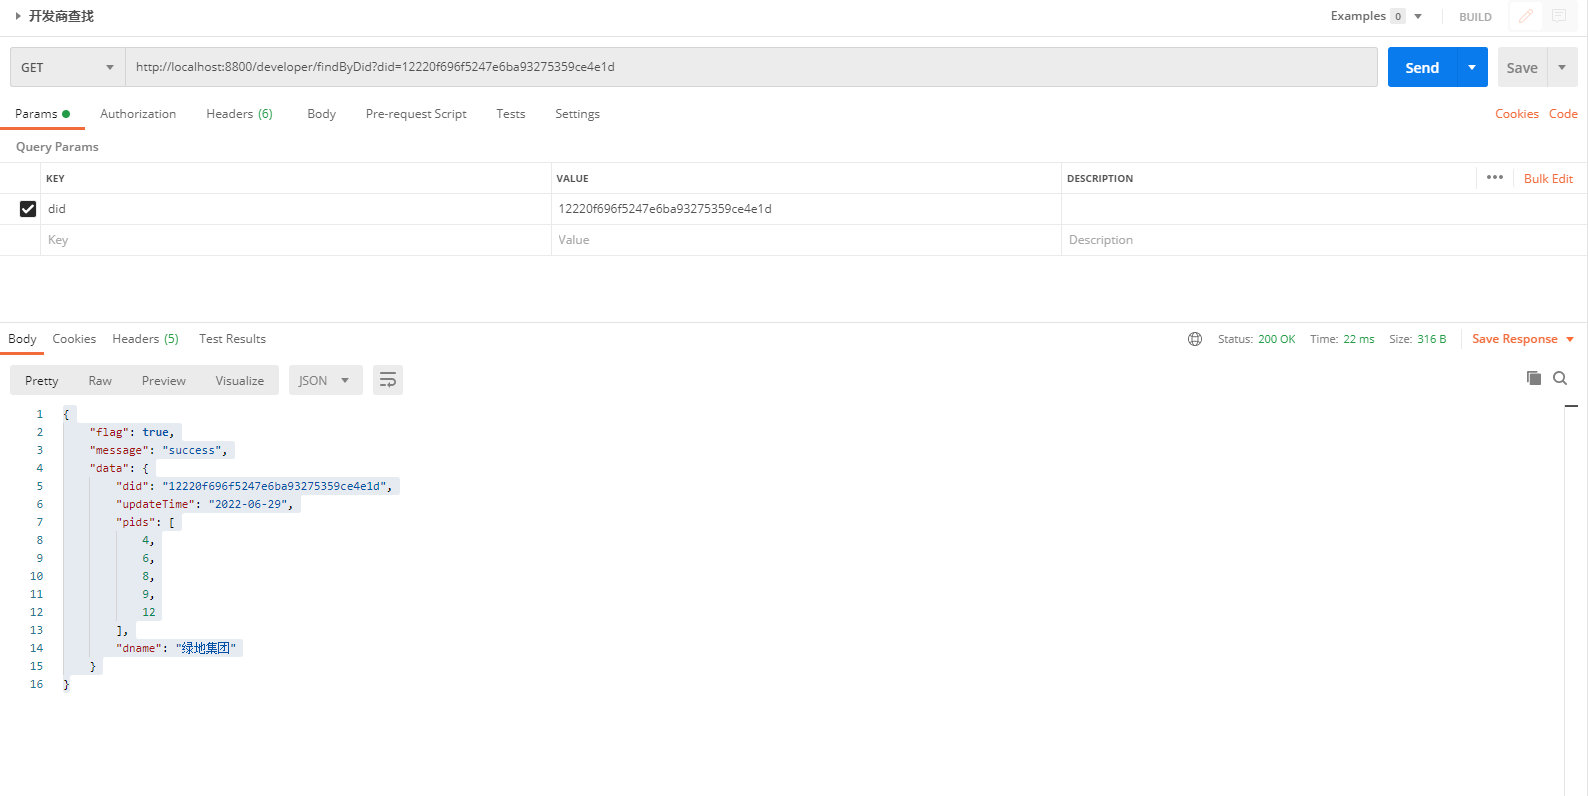 开发商查找
Examples 0
BUILD
GET
http://localhost:8800/developer/findByDid?did=12220f696f5247e6ba93275359ce4e1d
Send
Save
Params
Authorization
Headers (6)
Body
Pre-request Script
Tests
Settings
Cookies
Code
Query Params
KEY
VALUE
DESCRIPTION
•••
Bulk Edit
did
12220f696f5247e6ba93275359ce4e1d
Key
Value
Description
Body
Cookies
Headers (5)
Test Results
Status: 200 OK
Time: 22 ms
Size: 316 B
Save Response
Pretty
Raw
Preview
Visualize
JSON
1 {
2 "flag": true,
3 "message": "success",
4 "data": {
5 "did": "12220f696f5247e6ba93275359ce4e1d",
6 "updateTime": "2022-06-29",
7 "pids": [
8 4,
9 6,
10 8,
11 9,
12 12
13 ],
14 "dname": "绿地集团"
15 }
16 }